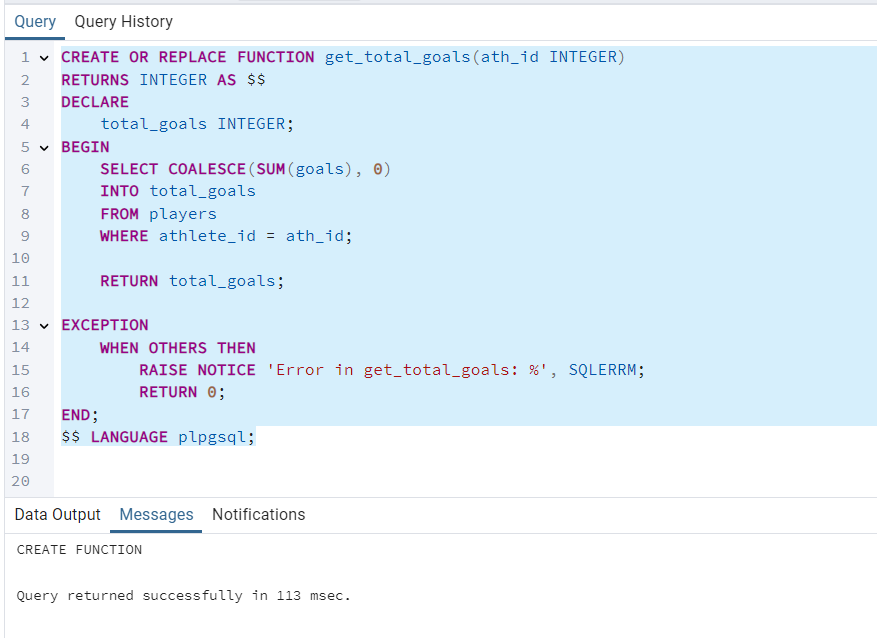 Query Query History
1 CREATE OR REPLACE FUNCTION get_total_goals(ath_id INTEGER)
2 RETURNS INTEGER AS $$
3 DECLARE
4     total_goals INTEGER;
5 BEGIN
6     SELECT COALESCE(SUM(goals), 0)
7     INTO total_goals
8     FROM players
9     WHERE athlete_id = ath_id;
10
11     RETURN total_goals;
12
13 EXCEPTION
14     WHEN OTHERS THEN
15         RAISE NOTICE 'Error in get_total_goals: %', SQLERRM;
16         RETURN 0;
17 END;
18 $$ LANGUAGE plpgsql;
19
20
Data Output Messages Notifications
CREATE FUNCTION
Query returned successfully in 113 msec.